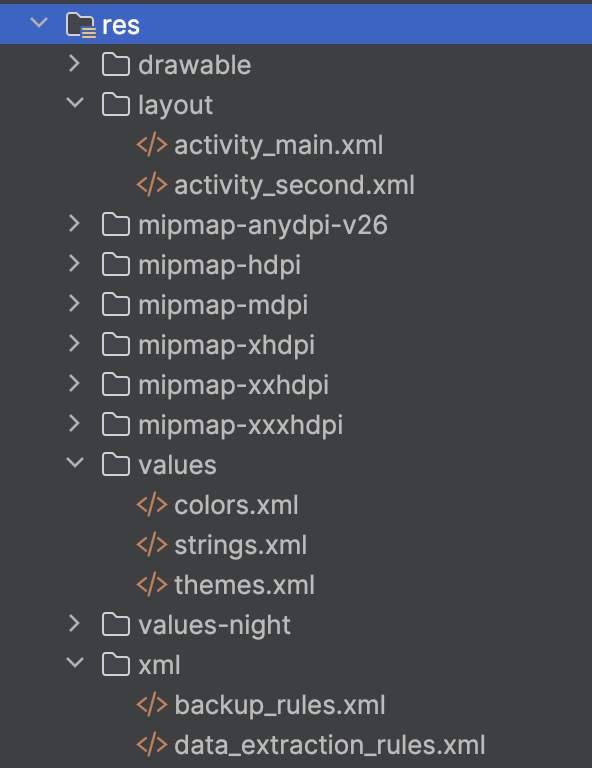 res
drawable
layout
activity_main.xml
activity_second.xml
mipmap-anydpi-v26
mipmap-hdpi
mipmap-mdpi
mipmap-xhdpi
mipmap-xxhdpi
mipmap-xxxhdpi
values
colors.xml
strings.xml
themes.xml
values-night
xml
backup_rules.xml
data_extraction_rules.xml